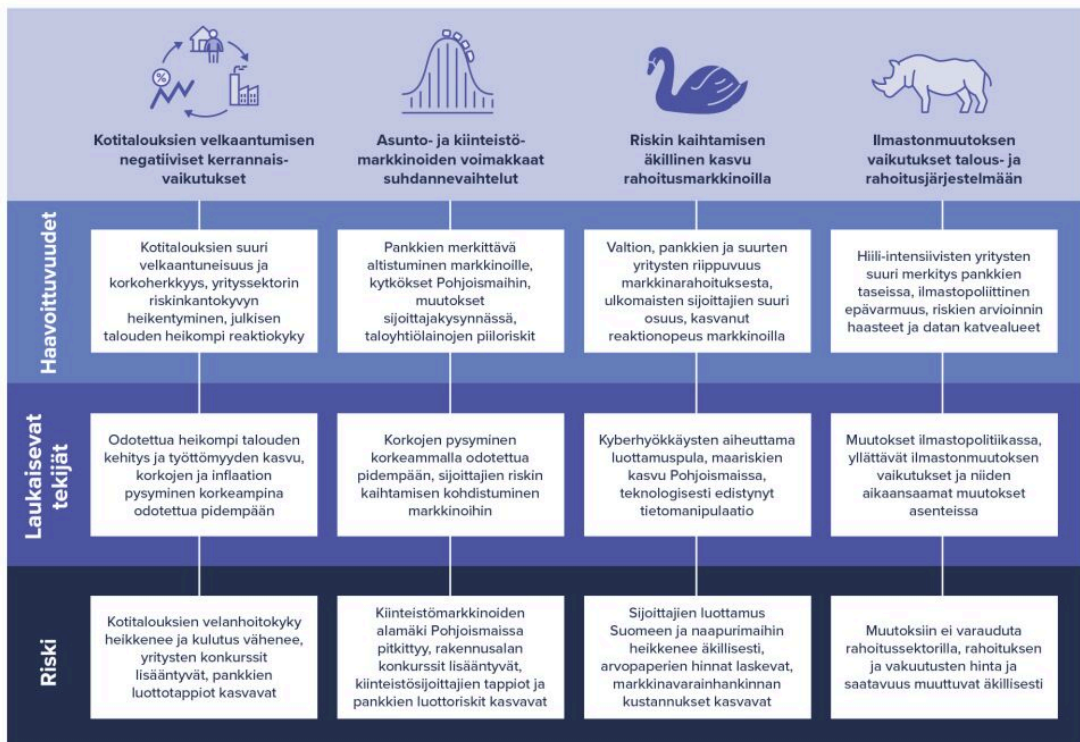 %
Kotitalouksien velkaantumisen
negatiiviset kerrannais-
vaikutukset
Asunto- ja kiinteistö-
markkinoiden voimakkaat
suhdannevaihtelut
Riskin kaihtamisen
äkillinen kasvu
rahoitusmarkkinoilla
Ilmastonmuutoksen
vaikutukset talous- ja
rahoitusjärjestelmään
Haavoittuvuudet
Kotitalouksien suuri
velkaantuneisuus ja
korkoherkkyys, yrityssektorin
riskinkantokyvyn
heikentyminen, julkisen
talouden heikompi reaktiokyky
Pankkien merkittävä
altistuminen markkinoille,
kytkökset Pohjoismaihin,
muutokset
sijoittajakysynnässä,
taloyhtiölainojen piiloriskit
Valtion, pankkien ja suurten
yritysten riippuvuus
markkinarahoituksesta,
ulkomaisten sijoittajien suuri
osuus, kasvanut
reaktionopeus markkinoilla
Hiili-intensiivisten yritysten
suuri merkitys pankkien
taseissa, ilmastopoliittinen
epävarmuus, riskien arvioinnin
haasteet ja datan katvealueet
Laukaisevat
tekijät
Odotettua heikompi talouden
kehitys ja työttömyyden kasvu,
korkojen ja inflaation
pysyminen korkeampina
odotettua pidempään
Korkojen pysyminen
korkeammalla odotettua
pidempään, sijoittajien riskin
kaihtamisen kohdistuminen
markkinoihin
Kyberhyökkäysten aiheuttama
luottamuspula, maariskien
kasvu Pohjoismaissa,
teknologisesti edistynyt
tietomanipulaatio
Muutokset ilmastopolitiikassa,
yllättävät ilmastonmuutoksen
vaikutukset ja niiden
aikaansaamat muutokset
asenteissa
Riski
Kotitalouksien velanhoitokyky
heikkenee ja kulutus vähenee,
yritysten konkurssit
lisääntyvät, pankkien
luottotappiot kasvavat
Kiinteistömarkkinoiden
alamäki Pohjoismaissa
pitkittyy, rakennusalan
konkurssit lisääntyvät,
kiinteistösijoittajien tappiot ja
pankkien luottoriskit kasvavat
Sijoittajien luottamus
Suomeen ja naapurimaihin
heikkenee äkillisesti,
arvopaperien hinnat laskevat,
markkinavarainhankinnan
kustannukset kasvavat
Muutoksiin ei varauduta
rahoitussektorilla, rahoituksen
ja vakuutusten hinta ja
saatavuus muuttuvat äkillisesti